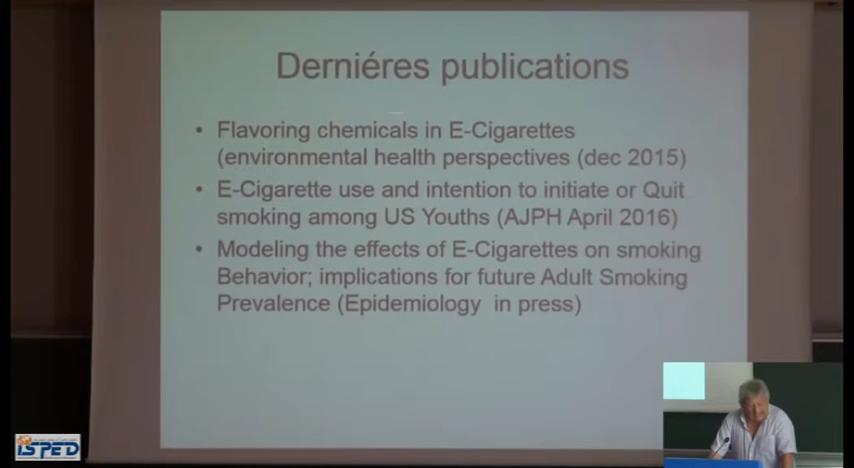 Derniéres publications
• Flavoring chemicals in E-Cigarettes
(environmental health perspectives (dec 2015)
• E-Cigarette use and intention to initiate or Quit
smoking among US Youths (AJPH April 2016)
• Modeling the effects of E-Cigarettes on smoking
Behavior; implications for future Adult Smoking
Prevalence (Epidemiology in press)
ISPED